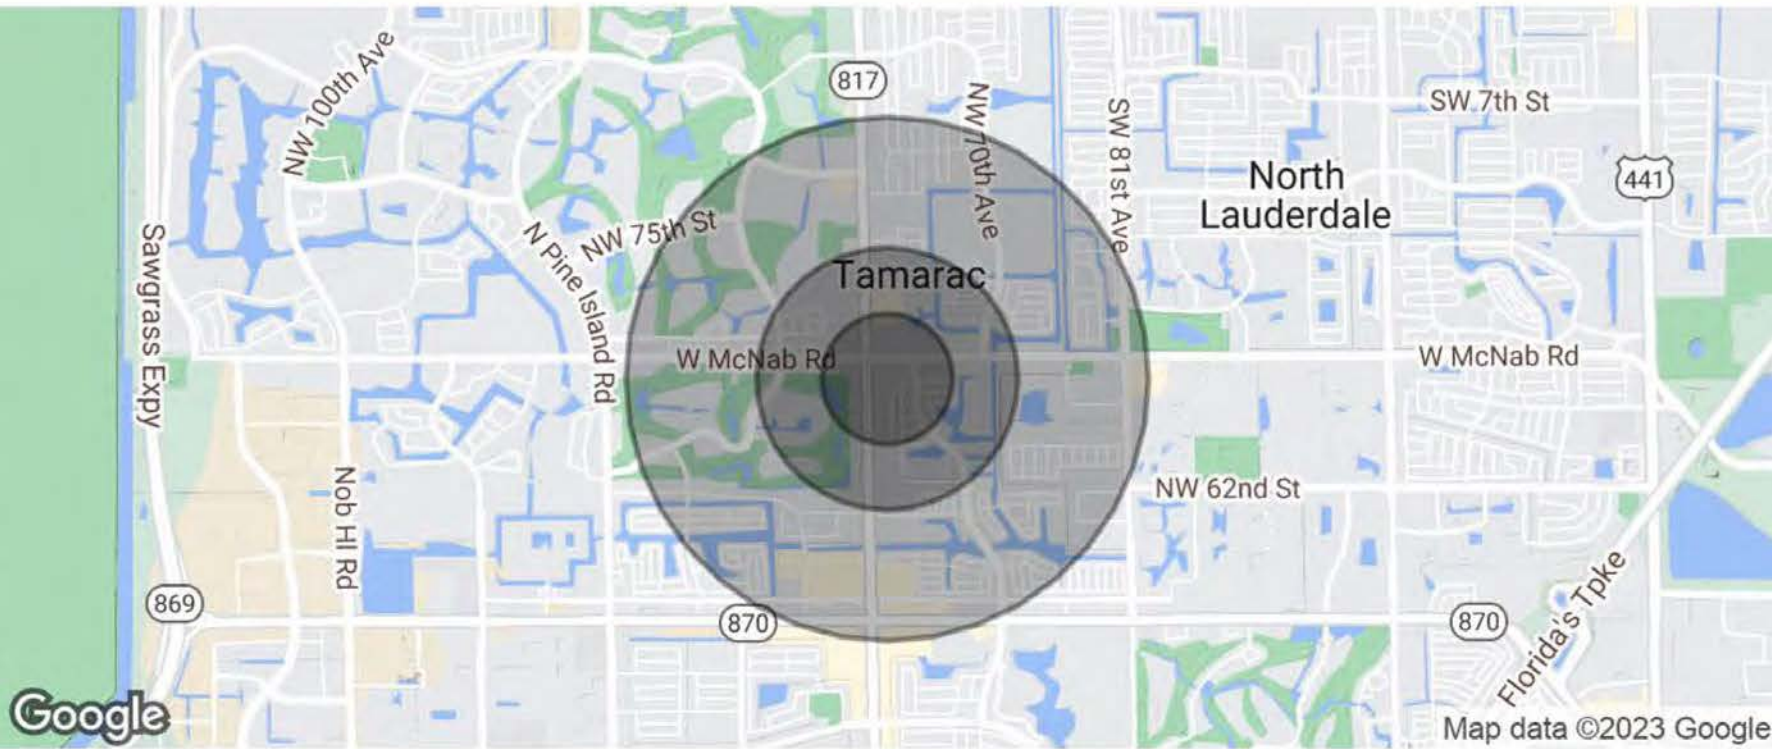 NW 100th Ave
817
NW 70th Ave
SW 81st Ave
SW 7th St
North
Lauderdale
441
Sawgrass Expy
N Pine Island Rd
NW 75th St
Tamarac
W McNab Rd
W McNab Rd
Nob HI Rd
NW 62nd St
869
870
870
Florida's Tpke
Google
Map data ©2023 Google